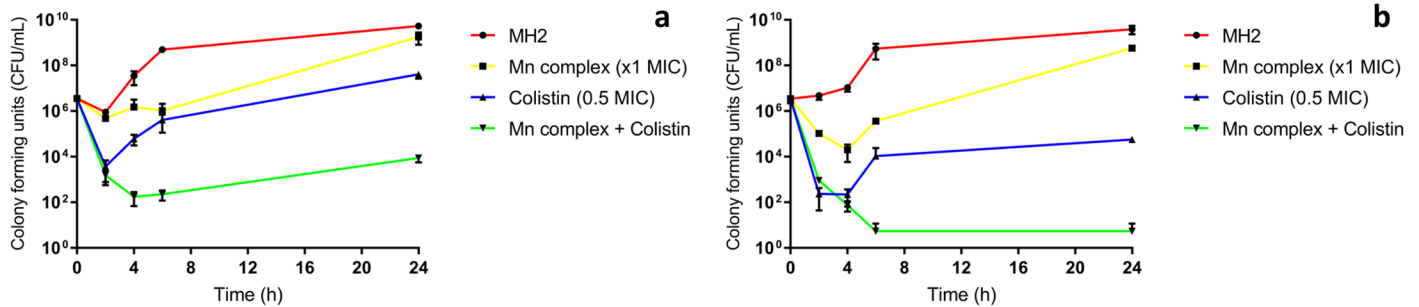 a
Colony forming units (CFU/mL)
10^10
10^8
10^6
10^4
10^2
10^0
0 4 8 12 16 20 24
Time (h)
MH2
Mn complex (x1 MIC)
Colistin (0.5 MIC)
Mn complex + Colistin
b
Colony forming units (CFU/mL)
10^10
10^8
10^6
10^4
10^2
10^0
0 4 8 12 16 20 24
Time (h)
MH2
Mn complex (x1 MIC)
Colistin (0.5 MIC)
Mn complex + Colistin